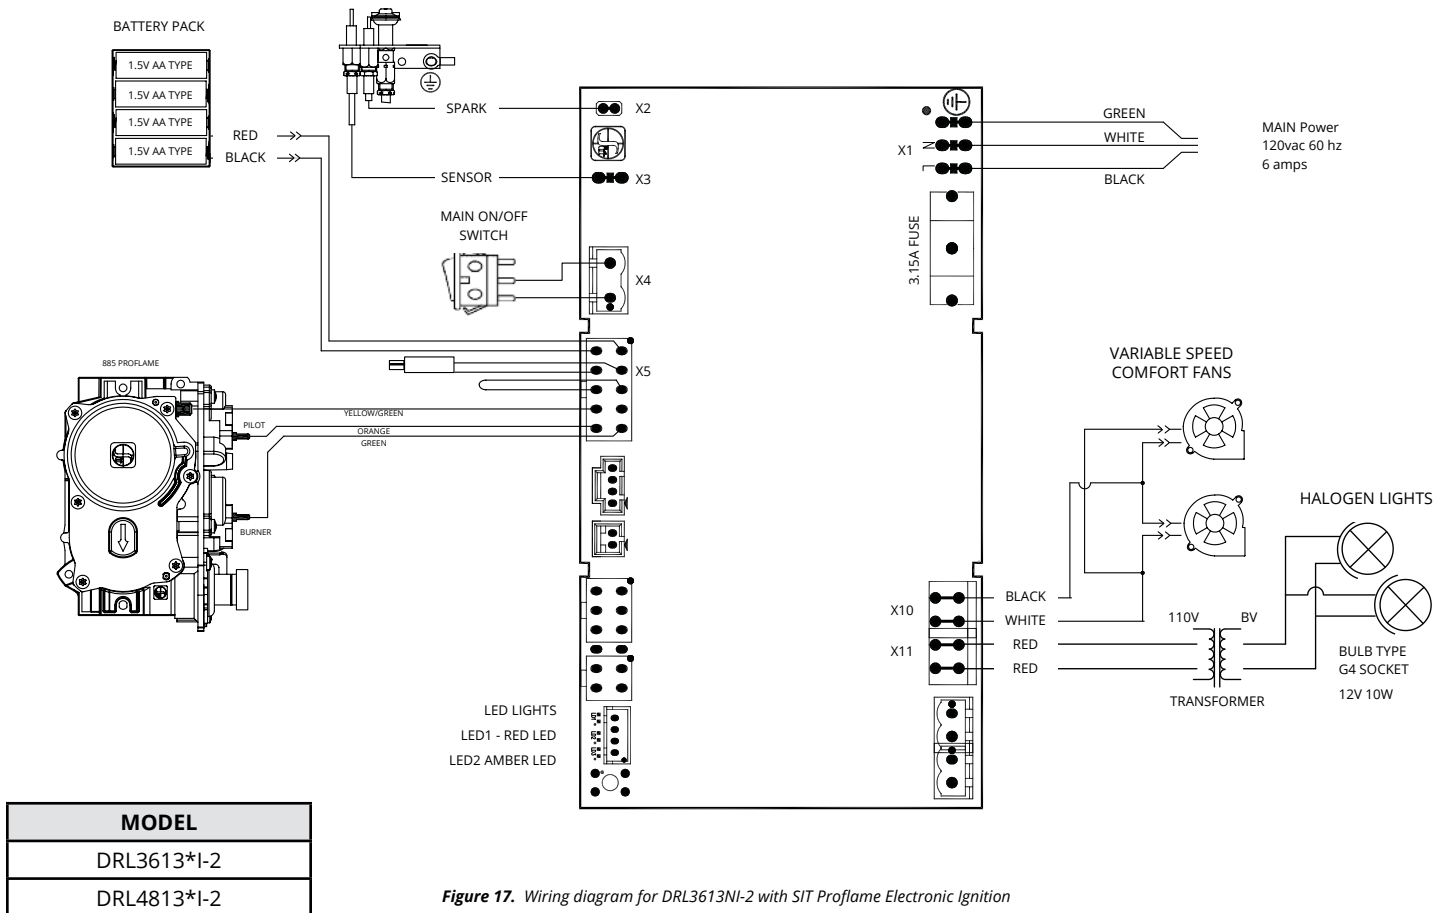 BATTERY PACK
1.5V AA TYPE
1.5V AA TYPE
1.5V AA TYPE
1.5V AA TYPE
RED
BLACK
SPARK
X2
SENSOR
X3
MAIN ON/OFF
SWITCH
X4
X5
885 PROFLAME
YELLOW/GREEN
PILOT
ORANGE
GREEN
BURNER
GREEN
WHITE
BLACK
X1
N
L
MAIN Power
120vac 60 hz
6 amps
3.15A FUSE
VARIABLE SPEED
COMFORT FANS
HALOGEN LIGHTS
X10
BLACK
WHITE
X11
RED
RED
110V
BV
TRANSFORMER
BULB TYPE
G4 SOCKET
12V 10W
LED LIGHTS
LED1 - RED LED
LED2 AMBER LED
MODEL
DRL3613*I-2
DRL4813*I-2
Figure 17. Wiring diagram for DRL3613NI-2 with SIT Proflame Electronic Ignition